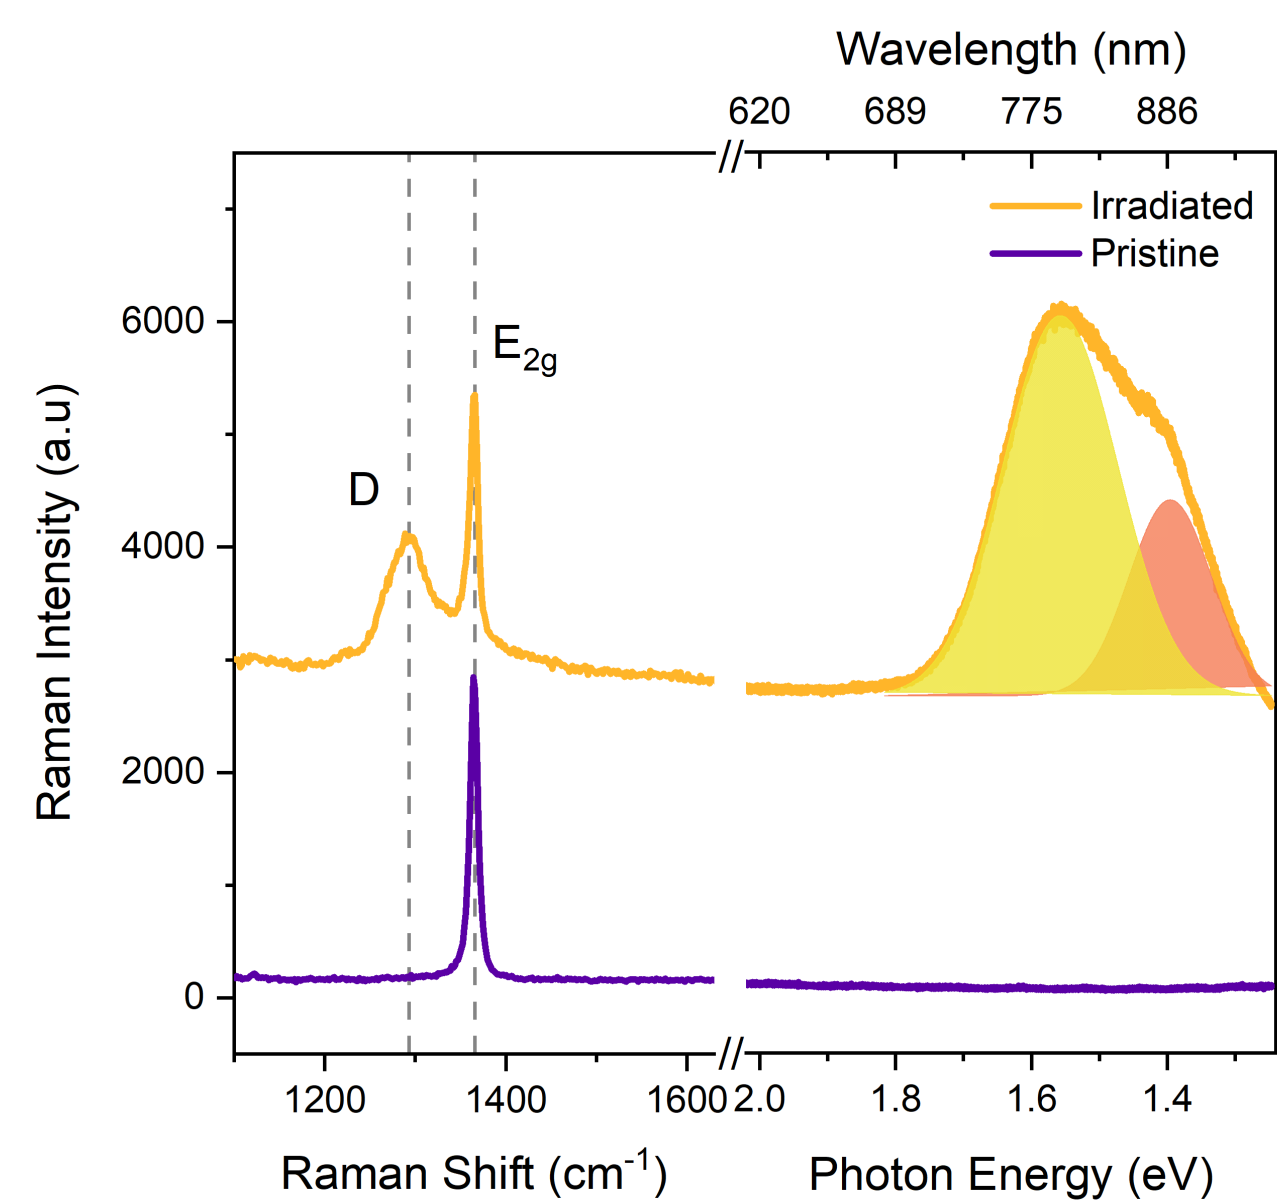 Wavelength (nm)
620 689 775 886
Irradiated
Pristine
6000
E2g
D
4000
2000
0
Raman Intensity (a.u)
1200 1400 1600 2.0 1.8 1.6 1.4
Raman Shift (cm-1) Photon Energy (eV)